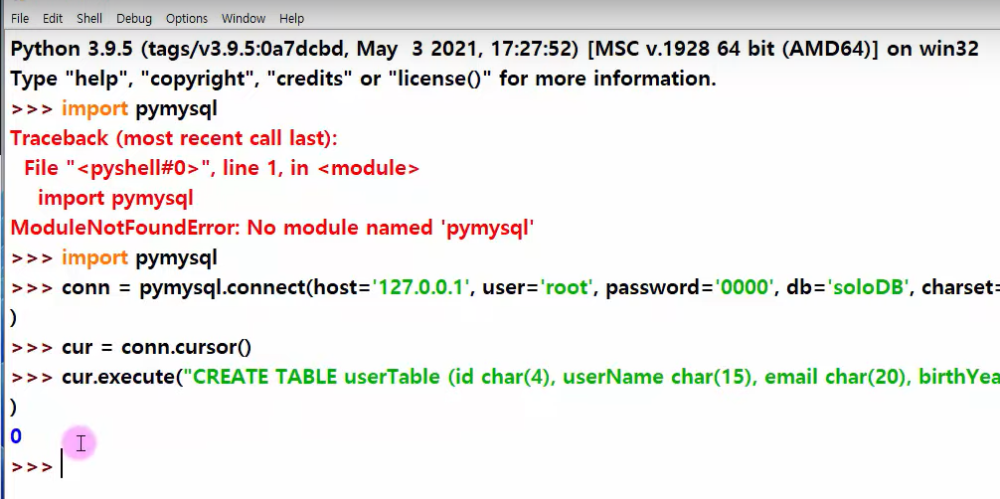 File Edit Shell Debug Options Window Help
Python 3.9.5 (tags/v3.9.5:0a7dcbd, May  3 2021, 17:27:52) [MSC v.1928 64 bit (AMD64)] on win32
Type "help", "copyright", "credits" or "license()" for more information.
>>> import pymysql
Traceback (most recent call last):
  File "<pyshell#0>", line 1, in <module>
    import pymysql
ModuleNotFoundError: No module named 'pymysql'
>>> import pymysql
>>> conn = pymysql.connect(host='127.0.0.1', user='root', password='0000', db='soloDB', charset=
)
>>> cur = conn.cursor()
>>> cur.execute("CREATE TABLE userTable (id char(4), userName char(15), email char(20), birthYea
)
0
>>>